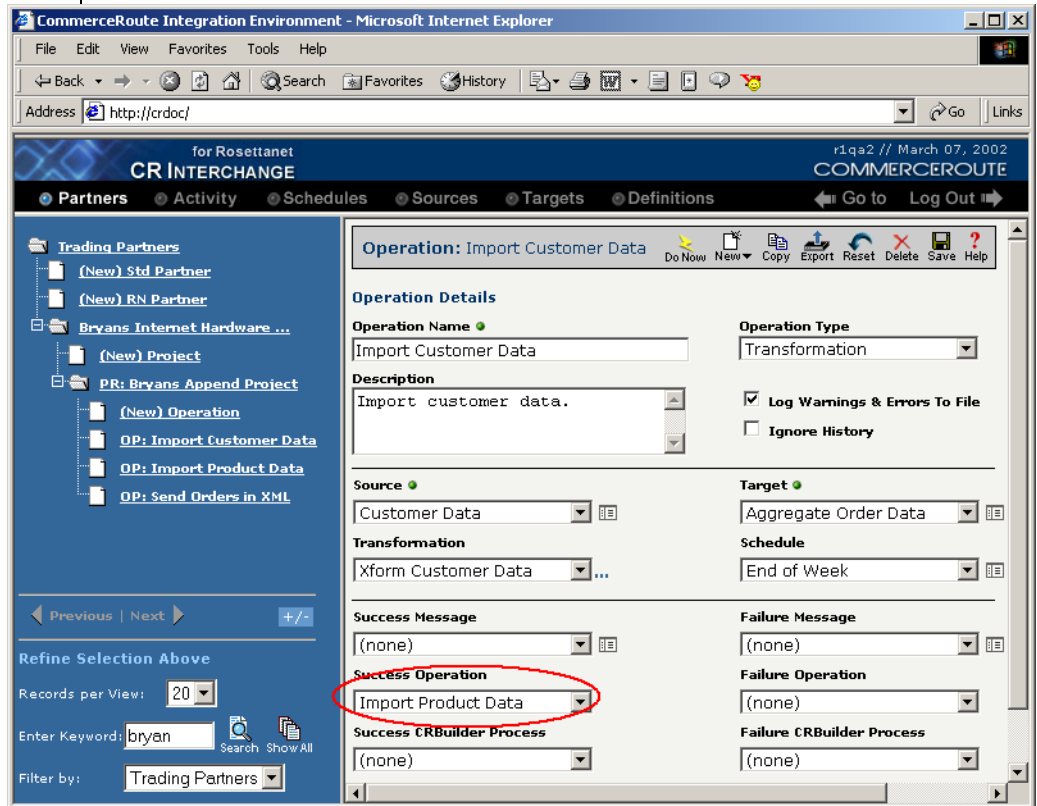 CommerceRoute Integration Environment - Microsoft Internet Explorer
File Edit View Favorites Tools Help
Back Search Favorites History
Address http://crdoc/ Go Links
for Rosettanet
CR INTERCHANGE
r1qa2 // March 07, 2002
COMMERCEROUTE
Partners Activity Schedules Sources Targets Definitions Go to Log Out
Trading Partners
(New) Std Partner
(New) RN Partner
Bryans Internet Hardware ...
(New) Project
PR: Bryans Append Project
(New) Operation
OP: Import Customer Data
OP: Import Product Data
OP: Send Orders in XML
Previous | Next +/-
Refine Selection Above
Records per View: 20
Enter Keyword: bryan Search Show All
Filter by: Trading Partners
Operation: Import Customer Data Do Now New Copy Export Reset Delete Save Help
Operation Details
Operation Name Operation Type
Import Customer Data Transformation
Description
Import customer data.
Log Warnings & Errors To File
Ignore History
Source Target
Customer Data Aggregate Order Data
Transformation Schedule
Xform Customer Data ... End of Week
Success Message Failure Message
(none) (none)
Success Operation Failure Operation
Import Product Data (none)
Success CRBuilder Process Failure CRBuilder Process
(none) (none)